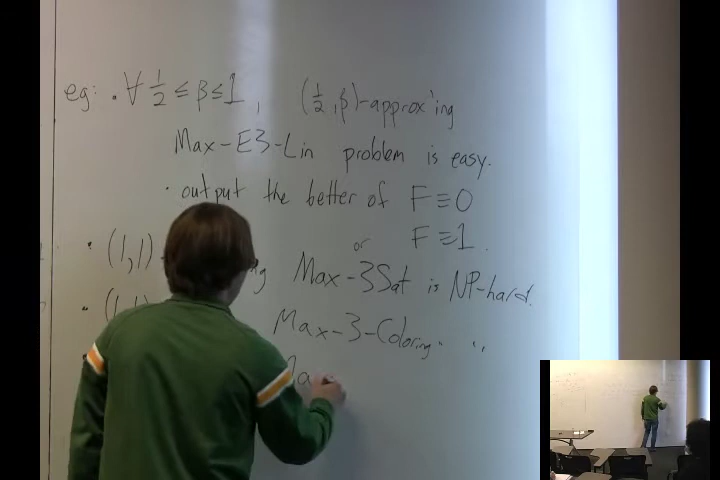 eg: · ∀ 1/2 ≤ β ≤ 1, (1/2, β)-approx'ing
Max-E3-Lin problem is easy.
· output the better of F≡0
or F≡1.
· (1,1) Max-3Sat is NP-hard.
· Max-3-Coloring " "